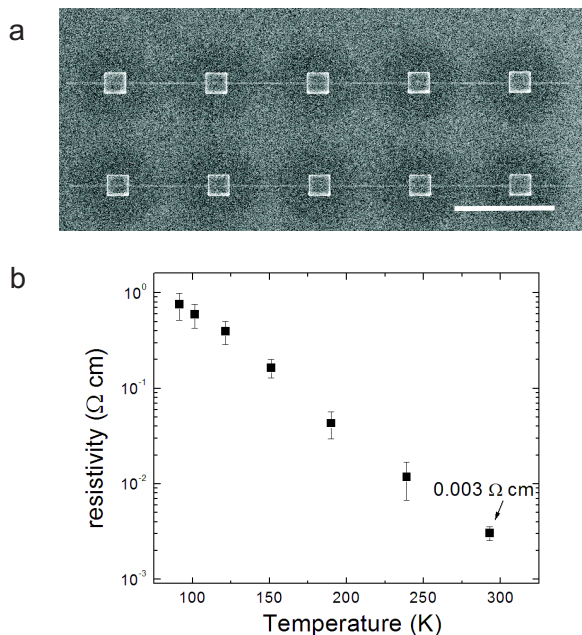 a
b
10⁰
10⁻¹
10⁻²
10⁻³
resistivity (Ω cm)
0.003 Ω cm
100 150 200 250 300
Temperature (K)